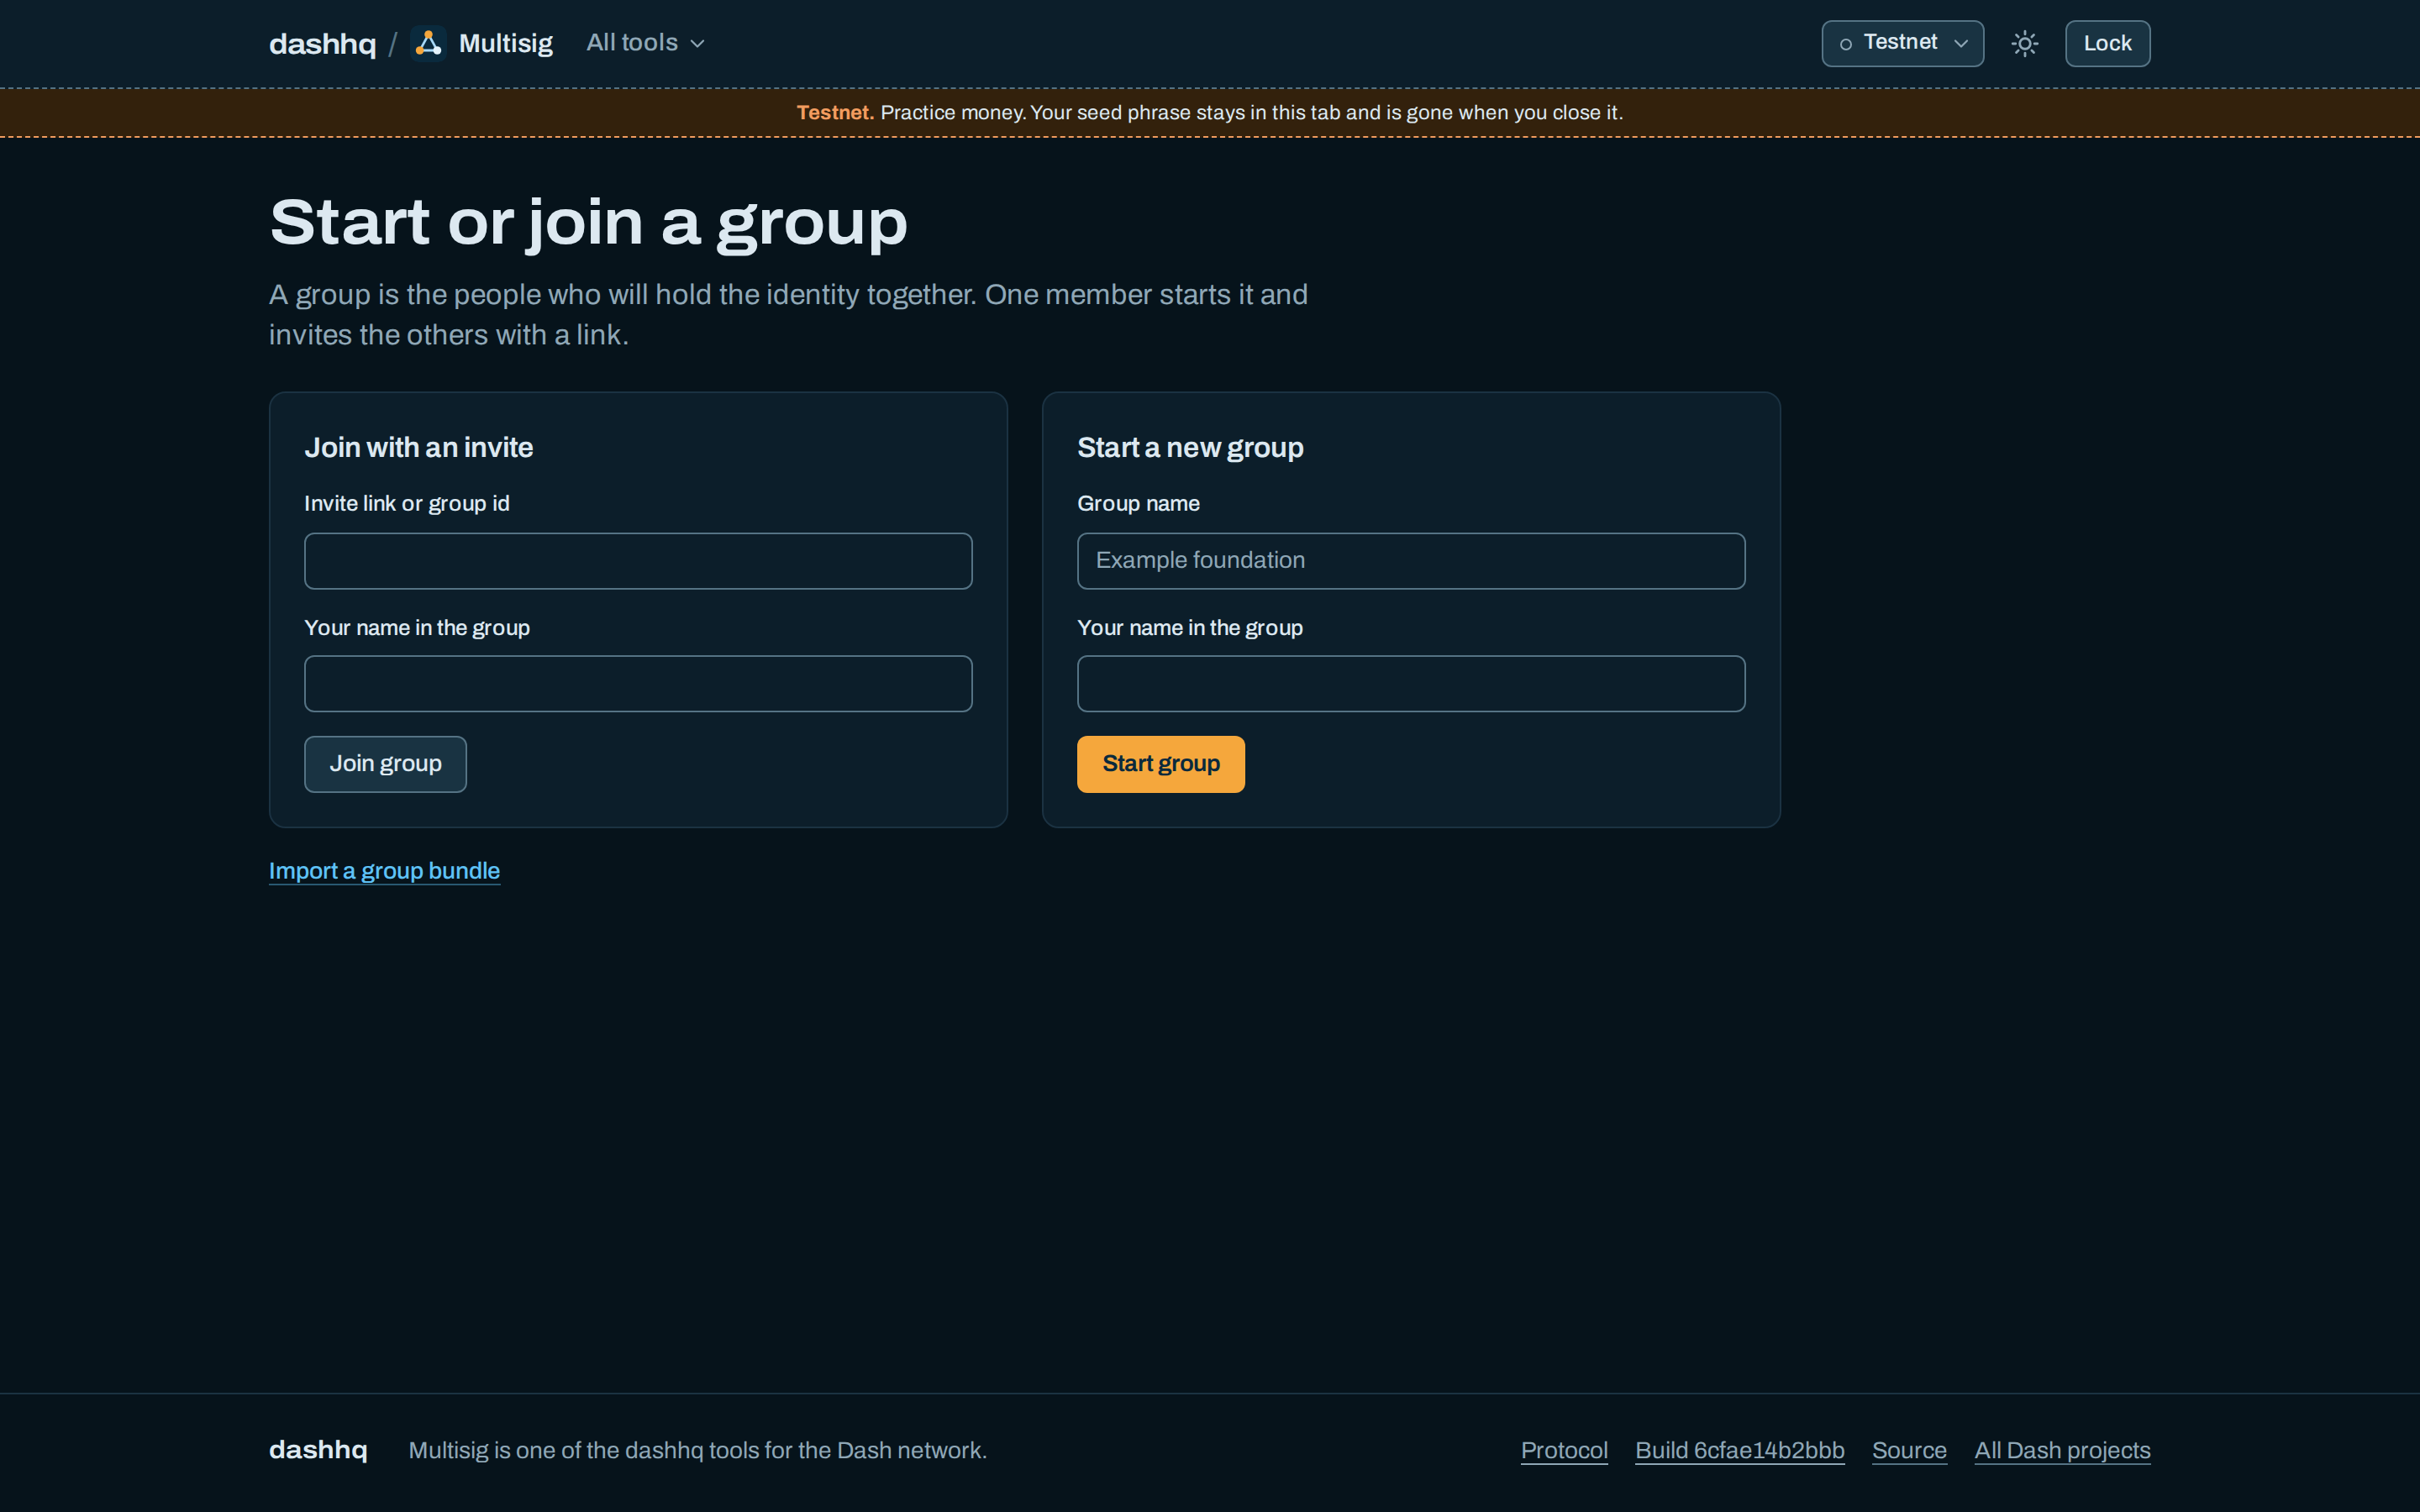 dashhq / Multisig All tools
Testnet
Lock
Testnet. Practice money. Your seed phrase stays in this tab and is gone when you close it.
Start or join a group
A group is the people who will hold the identity together. One member starts it and
invites the others with a link.
Join with an invite
Invite link or group id
Your name in the group
Join group
Start a new group
Group name
Example foundation
Your name in the group
Start group
Import a group bundle
dashhq Multisig is one of the dashhq tools for the Dash network.
Protocol Build 6cfae14b2bbb Source All Dash projects